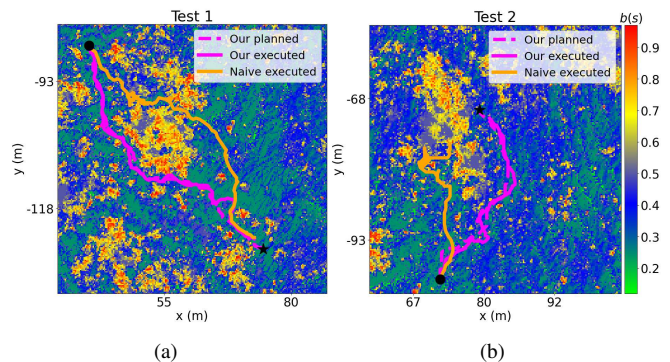 Test 1
Our planned
Our executed
Naive executed
-93
-118
y (m)
55
80
x (m)
(a)
Test 2
Our planned
Our executed
Naive executed
-68
-93
y (m)
67
80
92
x (m)
(b)
b(s)
0.9
0.8
0.7
0.6
0.5
0.4
0.3
0.2